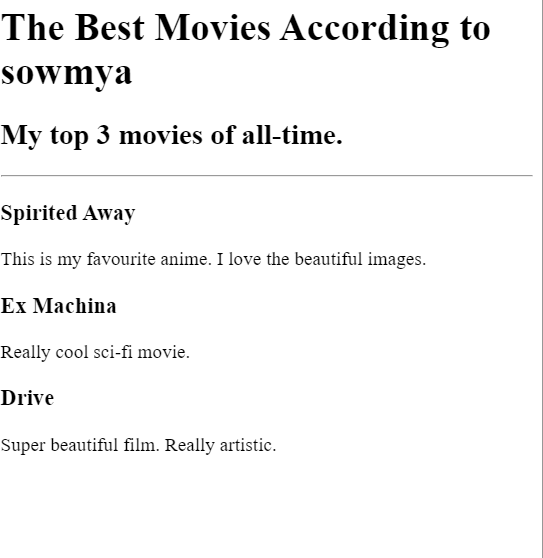 The Best Movies According to
sowmya
My top 3 movies of all-time.
Spirited Away
This is my favourite anime. I love the beautiful images.
Ex Machina
Really cool sci-fi movie.
Drive
Super beautiful film. Really artistic.